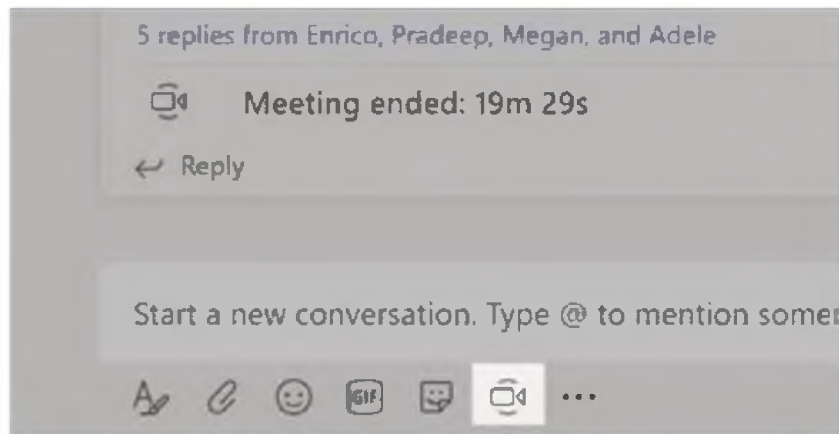 5 replies from Enrico, Pradeep, Megan, and Adele
Meeting ended: 19m 29s
Reply
Start a new conversation. Type @ to mention
GIF